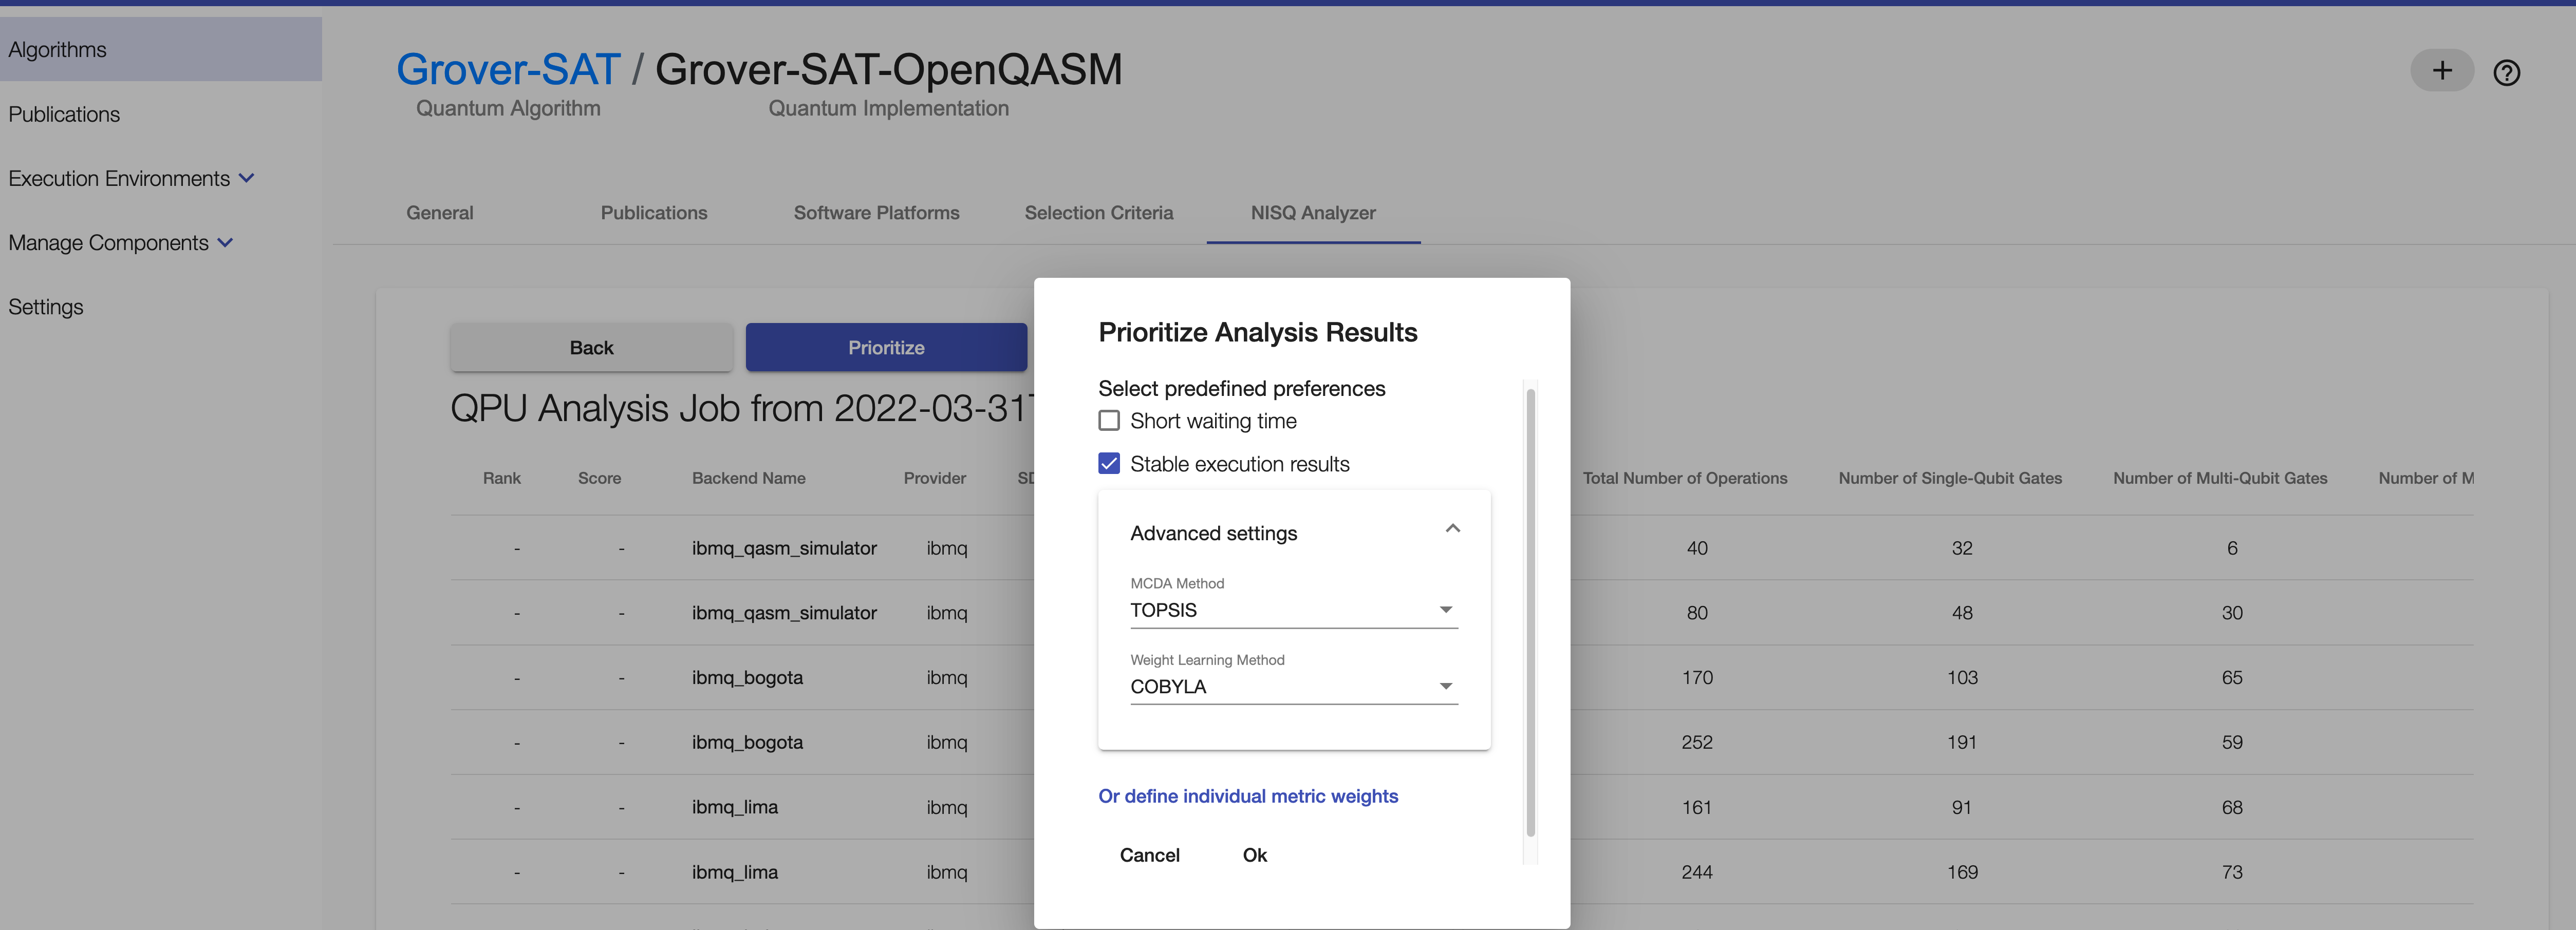 Algorithms
Publications
Execution Environments
Manage Components
Settings
Grover-SAT / Grover-SAT-OpenQASM
Quantum Algorithm Quantum Implementation
General Publications Software Platforms Selection Criteria NISQ Analyzer
Back Prioritize
QPU Analysis Job from 2022-03-31
Rank Score Backend Name Provider SD Total Number of Operations Number of Single-Qubit Gates Number of Multi-Qubit Gates Number of M
- - ibmq_qasm_simulator ibmq 40 32 6
- - ibmq_qasm_simulator ibmq 80 48 30
- - ibmq_bogota ibmq 170 103 65
- - ibmq_bogota ibmq 252 191 59
- - ibmq_lima ibmq 161 91 68
- - ibmq_lima ibmq 244 169 73
Prioritize Analysis Results
Select predefined preferences
Short waiting time
Stable execution results
Advanced settings
MCDA Method
TOPSIS
Weight Learning Method
COBYLA
Or define individual metric weights
Cancel Ok